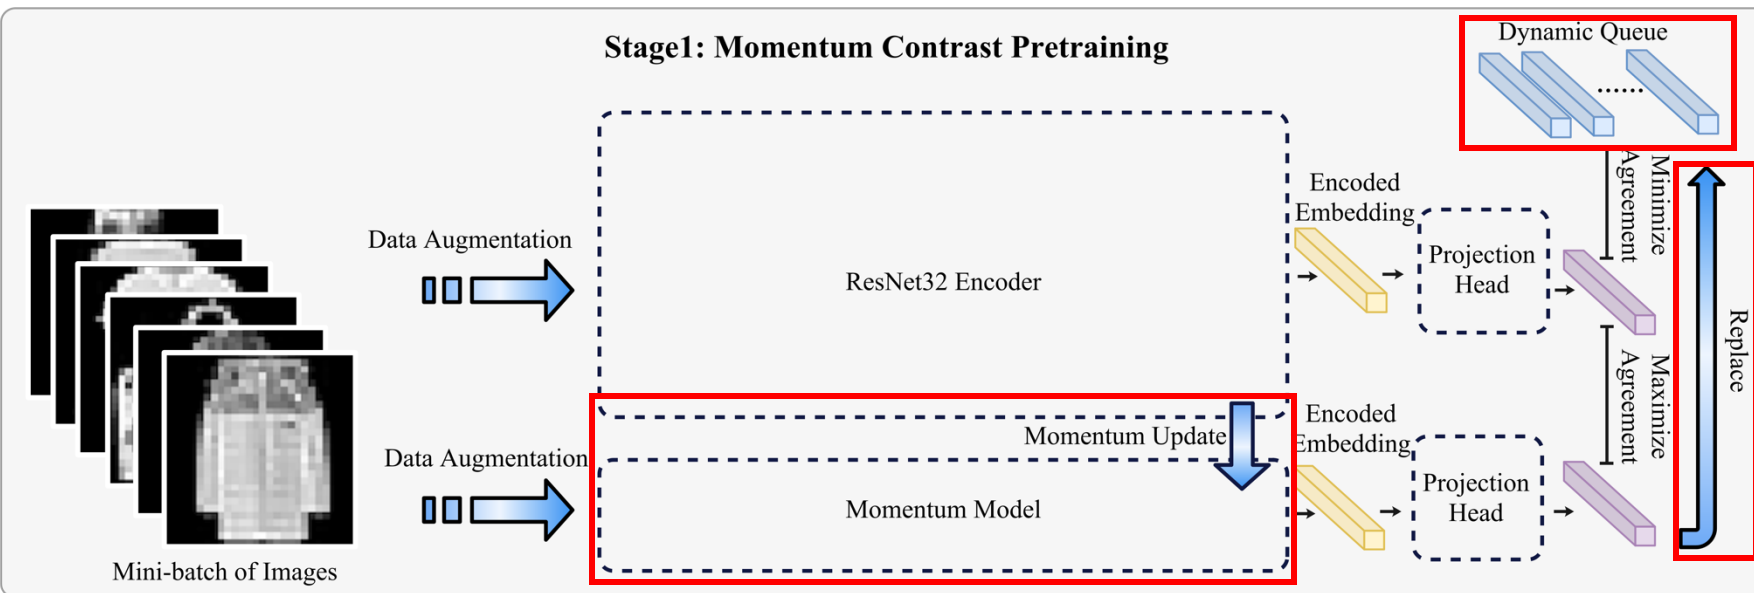 Stage1: Momentum Contrast Pretraining
Dynamic Queue
......
Minimize
Agreement
Encoded
Embedding
Data Augmentation
Projection
Head
ResNet32 Encoder
Replace
Maximize
Agreement
Encoded
Embedding
Momentum Update
Data Augmentation
Projection
Head
Momentum Model
Mini-batch of Images